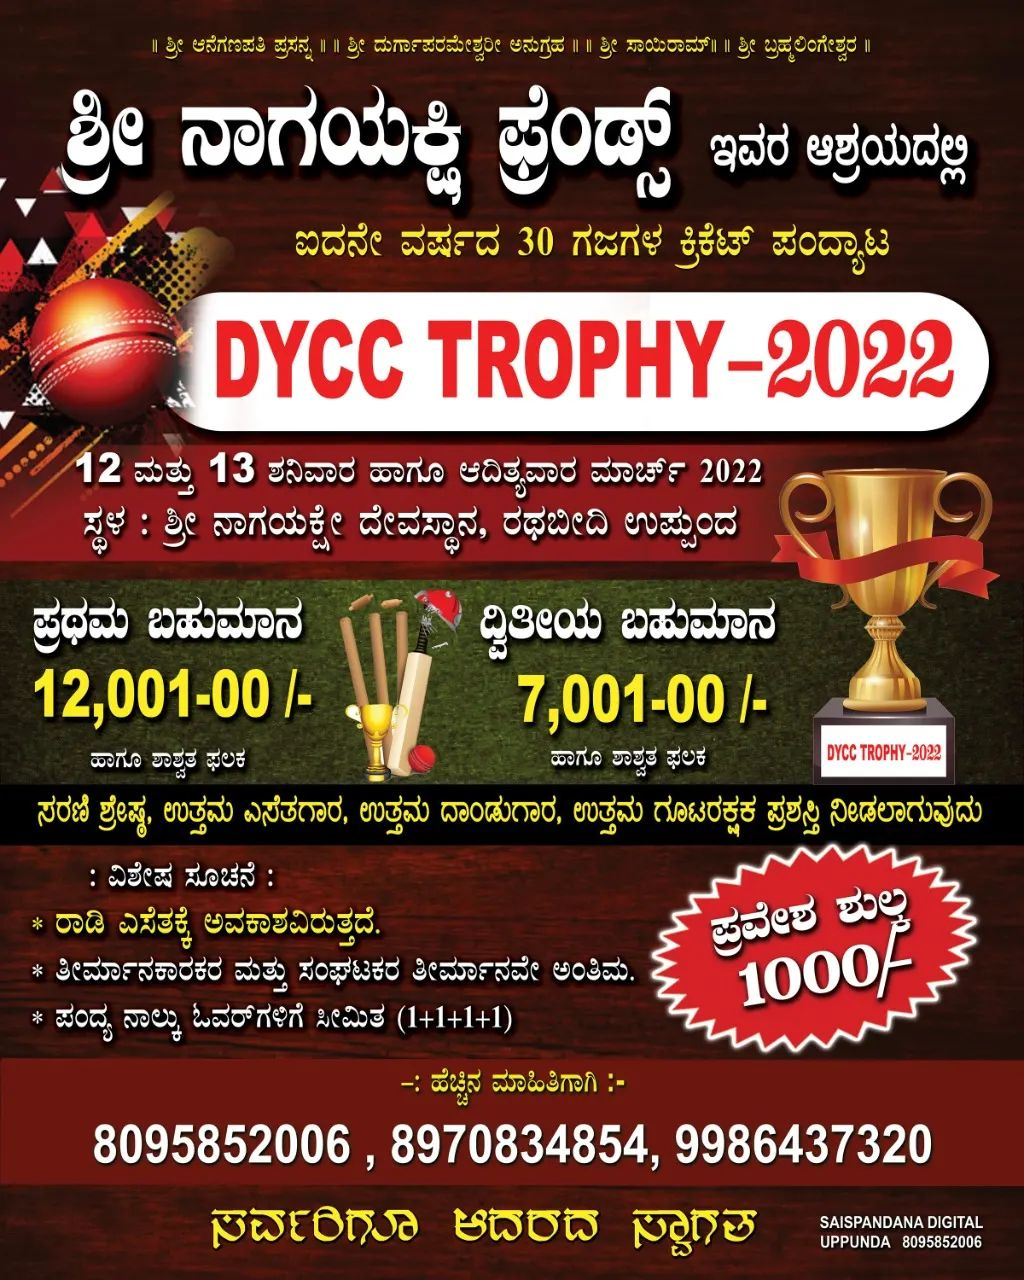 ॥ ಶ್ರೀ ಆನೆಗಣಪತಿ ಪ್ರಸನ್ನ ॥ ॥ ಶ್ರೀ ದುರ್ಗಾಪರಮೇಶ್ವರೀ ಅನುಗ್ರಹ ॥ ॥ ಶ್ರೀ ಸಾಯಿರಾಮ್॥ ॥ ಶ್ರೀ ಬ್ರಹ್ಮಲಿಂಗೇಶ್ವರ ॥
ಶ್ರೀ ನಾಗಯಕ್ಷಿ ಫ್ರೆಂಡ್ಸ್ ಇವರ ಆಶ್ರಯದಲ್ಲಿ
ಐದನೇ ವರ್ಷದ 30 ಗಜಗಳ ಕ್ರಿಕೆಟ್ ಪಂದ್ಯಾಟ
DYCC TROPHY-2022
12 ಮತ್ತು 13 ಶನಿವಾರ ಹಾಗೂ ಆದಿತ್ಯವಾರ ಮಾರ್ಚ್ 2022
ಸ್ಥಳ : ಶ್ರೀ ನಾಗಯಕ್ಷೇ ದೇವಸ್ಥಾನ, ರಥಬೀದಿ ಉಪ್ಪುಂದ
ಪ್ರಥಮ ಬಹುಮಾನ
12,001-00 /-
ಹಾಗೂ ಶಾಶ್ವತ ಫಲಕ
ದ್ವಿತೀಯ ಬಹುಮಾನ
7,001-00 /-
ಹಾಗೂ ಶಾಶ್ವತ ಫಲಕ
DYCC TROPHY-2022
ಸರಣಿ ಶ್ರೇಷ್ಠ, ಉತ್ತಮ ಎಸೆತಗಾರ, ಉತ್ತಮ ದಾಂಡುಗಾರ, ಉತ್ತಮ ಗೂಟರಕ್ಷಕ ಪ್ರಶಸ್ತಿ ನೀಡಲಾಗುವುದು
: ವಿಶೇಷ ಸೂಚನೆ :
* ರಾಡಿ ಎಸೆತಕ್ಕೆ ಅವಕಾಶವಿರುತ್ತದೆ.
* ತೀರ್ಮಾನಕಾರಕರ ಮತ್ತು ಸಂಘಟಕರ ತೀರ್ಮಾನವೇ ಅಂತಿಮ.
* ಪಂದ್ಯ ನಾಲ್ಕು ಓವರ್‌ಗಳಿಗೆ ಸೀಮಿತ (1+1+1+1)
ಪ್ರವೇಶ ಶುಲ್ಕ
1000/-
-: ಹೆಚ್ಚಿನ ಮಾಹಿತಿಗಾಗಿ :-
8095852006 , 8970834854, 9986437320
ಸರ್ವರಿಗೂ ಆದರದ ಸ್ವಾಗತ
SAISPANDANA DIGITAL
UPPUNDA 8095852006